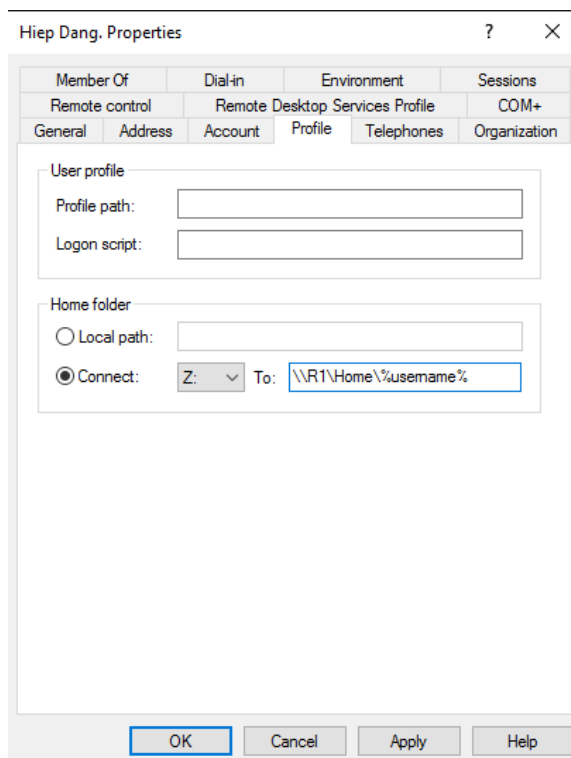 Hiep Dang. Properties ? ×
Member Of Dial-in Environment Sessions
Remote control Remote Desktop Services Profile COM+
General Address Account Profile Telephones Organization
User profile
Profile path:
Logon script:
Home folder
Local path:
Connect: Z: To: \\R1\Home\%username%
OK Cancel Apply Help